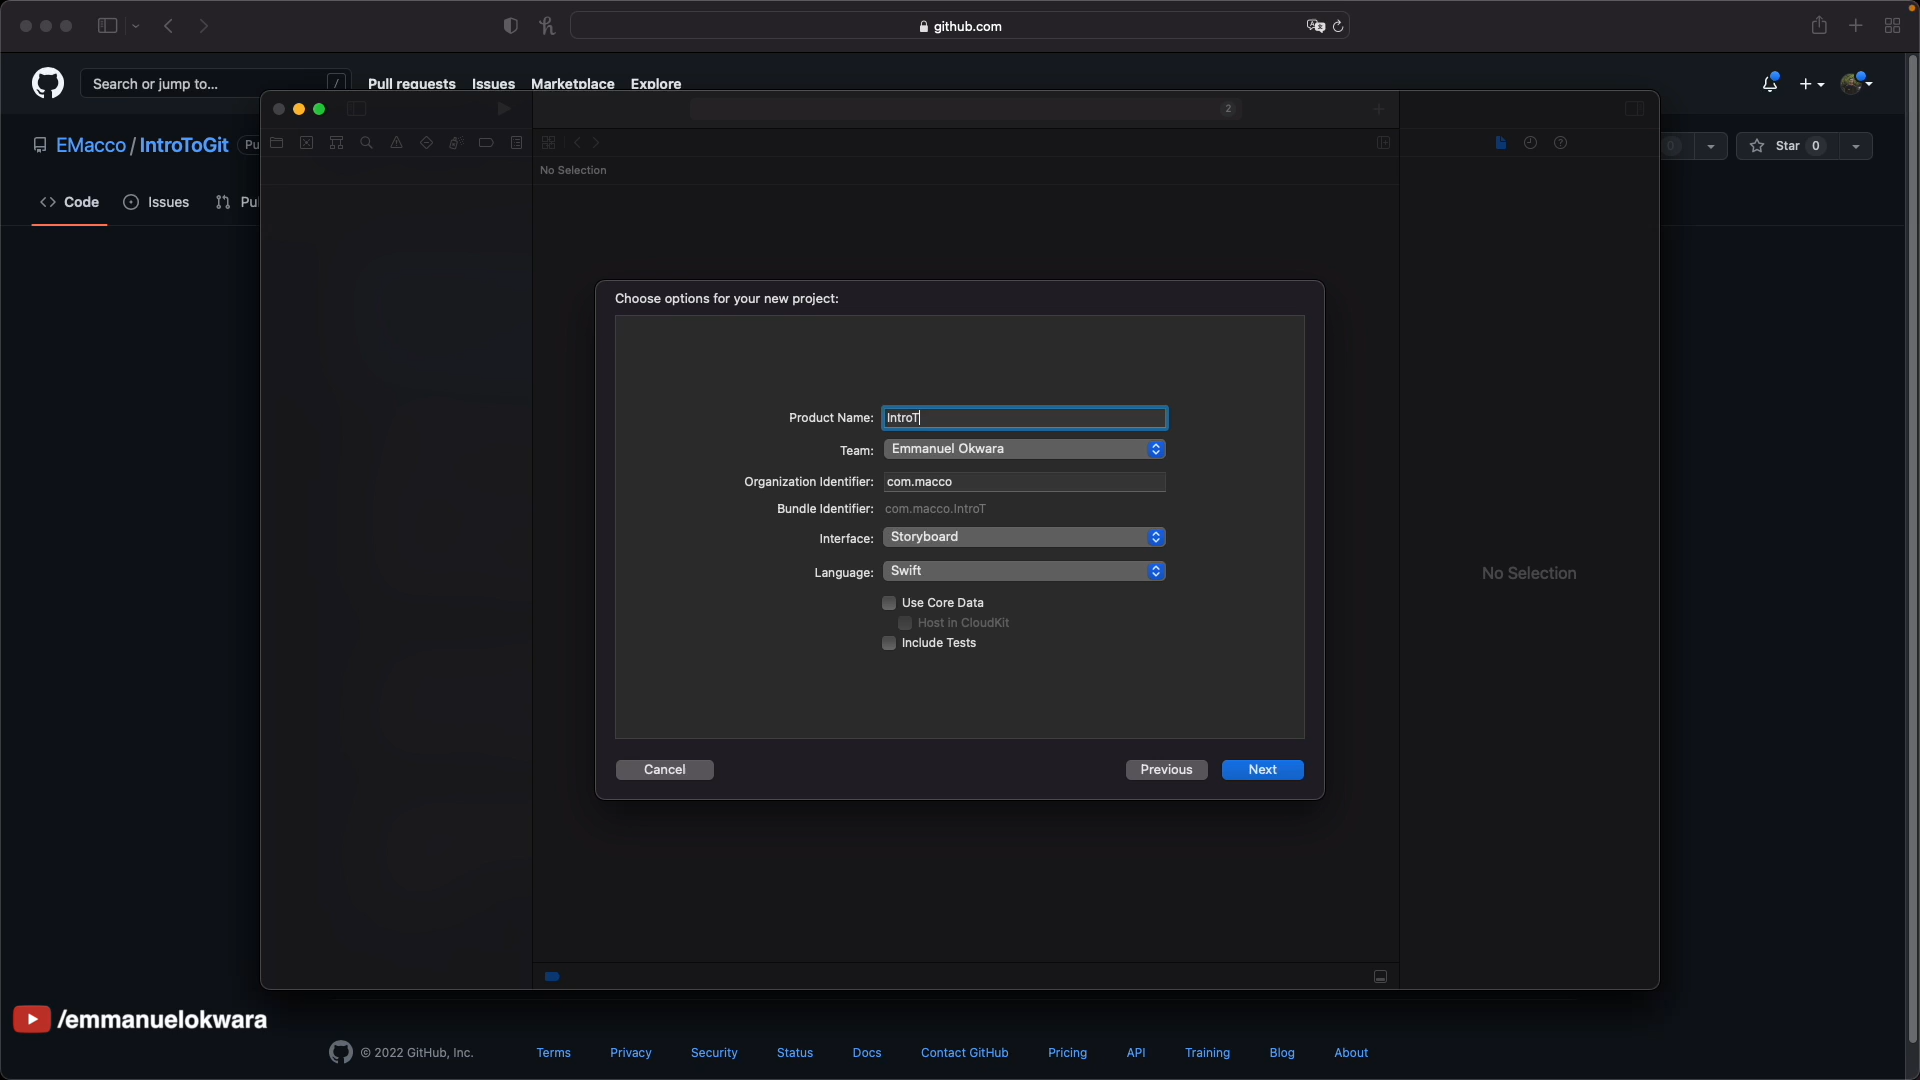 github.com
Search or jump to... /
Pull requests Issues Marketplace Explore
EMacco / IntroToGit Pu
Star 0
Code Issues Pu
2
No Selection
Choose options for your new project:
Product Name: IntroT
Team: Emmanuel Okwara
Organization Identifier: com.macco
Bundle Identifier: com.macco.IntroT
Interface: Storyboard
Language: Swift
Use Core Data
Host in CloudKit
Include Tests
Cancel Previous Next
No Selection
/emmanuelokwara
© 2022 GitHub, Inc. Terms Privacy Security Status Docs Contact GitHub Pricing API Training Blog About